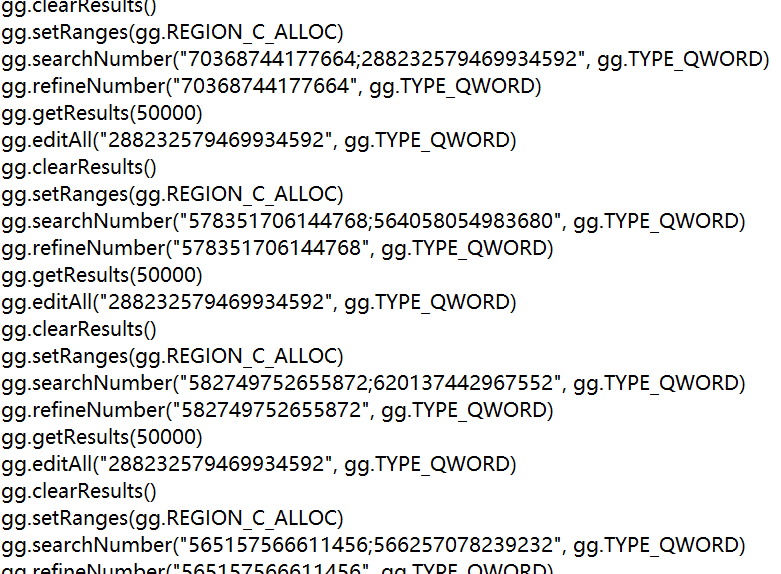 gg.clearResults()
gg.setRanges(gg.REGION_C_ALLOC)
gg.searchNumber("70368744177664;288232579469934592", gg.TYPE_QWORD)
gg.refineNumber("70368744177664", gg.TYPE_QWORD)
gg.getResults(50000)
gg.editAll("288232579469934592", gg.TYPE_QWORD)
gg.clearResults()
gg.setRanges(gg.REGION_C_ALLOC)
gg.searchNumber("578351706144768;564058054983680", gg.TYPE_QWORD)
gg.refineNumber("578351706144768", gg.TYPE_QWORD)
gg.getResults(50000)
gg.editAll("288232579469934592", gg.TYPE_QWORD)
gg.clearResults()
gg.setRanges(gg.REGION_C_ALLOC)
gg.searchNumber("582749752655872;620137442967552", gg.TYPE_QWORD)
gg.refineNumber("582749752655872", gg.TYPE_QWORD)
gg.getResults(50000)
gg.editAll("288232579469934592", gg.TYPE_QWORD)
gg.clearResults()
gg.setRanges(gg.REGION_C_ALLOC)
gg.searchNumber("565157566611456;566257078239232", gg.TYPE_QWORD)
gg.refineNumber("565157566611456", gg.TYPE_QWORD)